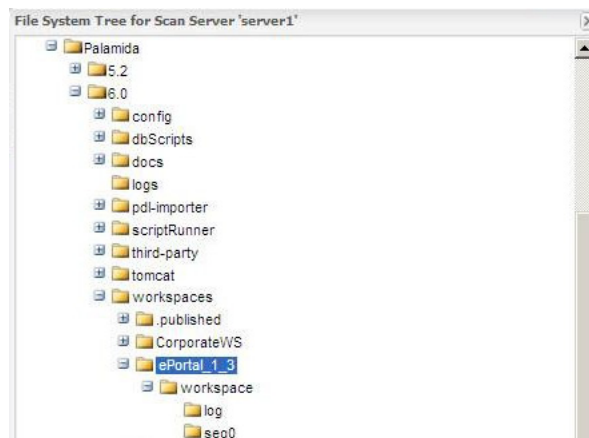 File System Tree for Scan Server 'server1'
Palamida
5.2
6.0
config
dbScripts
docs
logs
pdl-importer
scriptRunner
third-party
tomcat
workspaces
.published
CorporateWS
ePortal_1_3
workspace
log
seg0